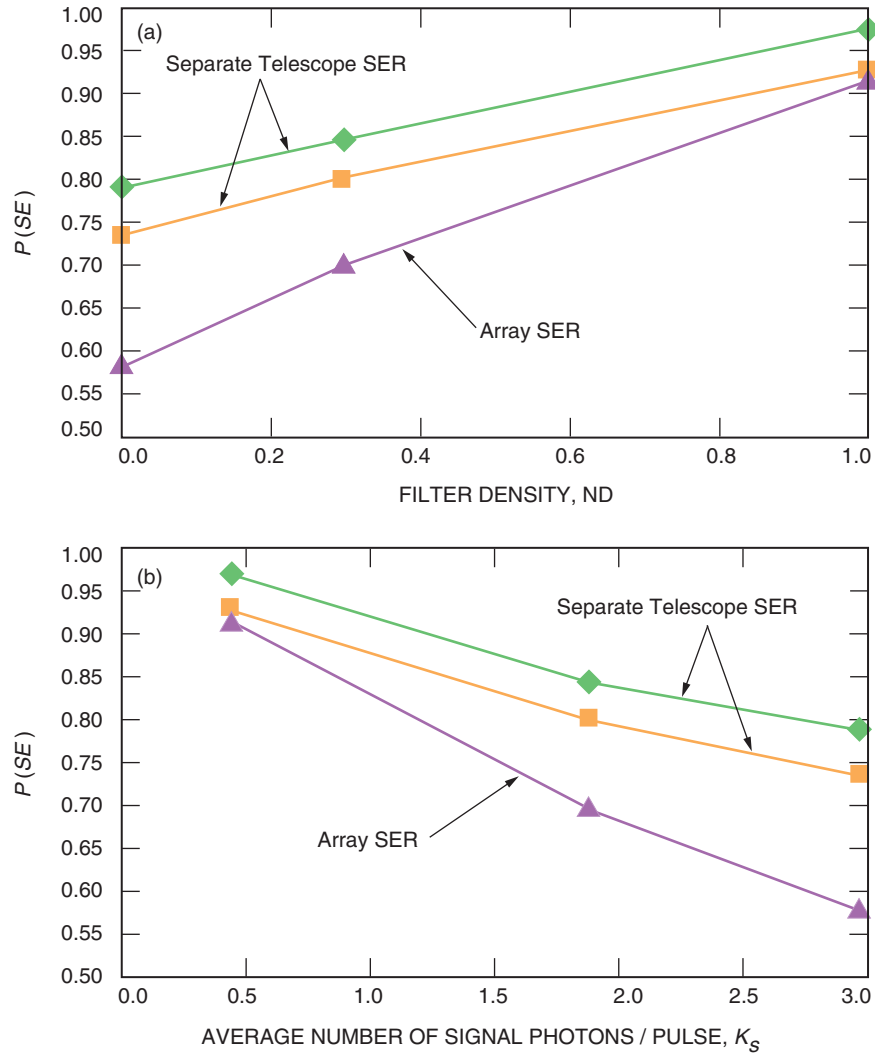 (a)
1.00
0.95
0.90
0.85
0.80
0.75
0.70
0.65
0.60
0.55
0.50
P(SE)
Separate Telescope SER
Array SER
0.0 0.2 0.4 0.6 0.8 1.0
FILTER DENSITY, ND
(b)
1.00
0.95
0.90
0.85
0.80
0.75
0.70
0.65
0.60
0.55
0.50
P(SE)
Separate Telescope SER
Array SER
0.0 0.5 1.0 1.5 2.0 2.5 3.0
AVERAGE NUMBER OF SIGNAL PHOTONS / PULSE, KS